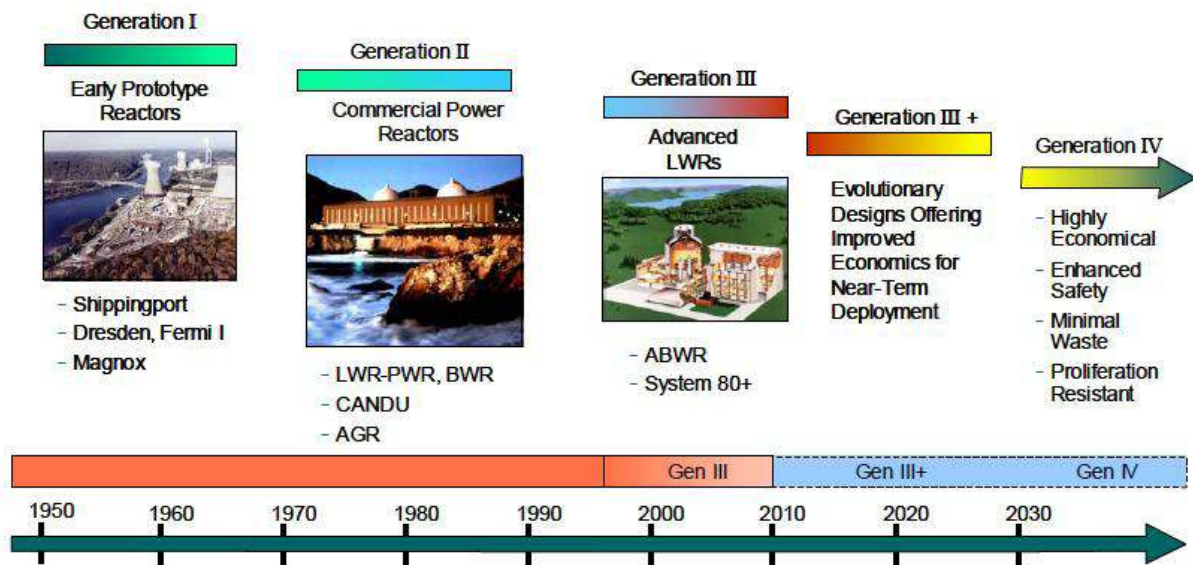 Generation I
Early Prototype
Reactors
- Shippingport
- Dresden, Fermi I
- Magnox
Generation II
Commercial Power
Reactors
- LWR-PWR, BWR
- CANDU
- AGR
Generation III
Advanced
LWRs
- ABWR
- System 80+
Generation III +
Evolutionary
Designs Offering
Improved
Economics for
Near-Term
Deployment
Generation IV
- Highly
Economical
- Enhanced
Safety
- Minimal
Waste
- Proliferation
Resistant
Gen III
Gen III+
Gen IV
1950
1960
1970
1980
1990
2000
2010
2020
2030